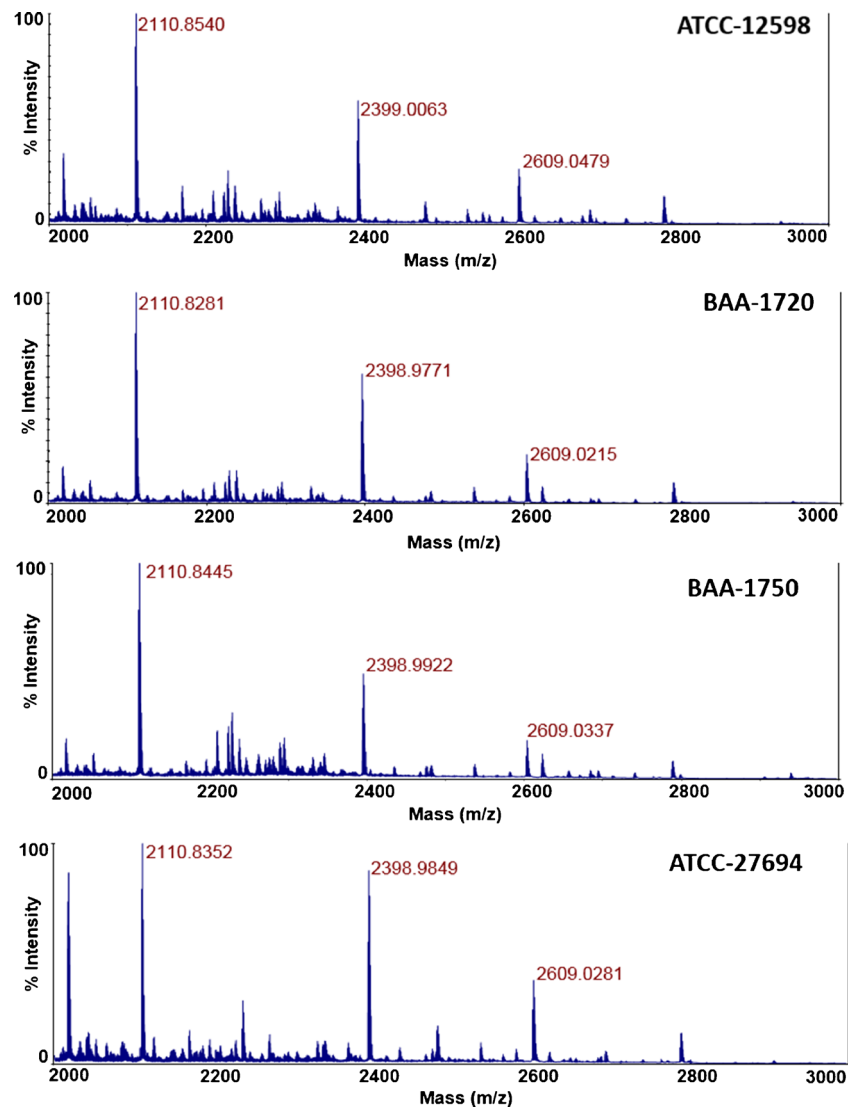 100
2110.8540
ATCC-12598
2399.0063
2609.0479
% Intensity
0
2000 2200 2400 2600 2800 3000
Mass (m/z)
100
2110.8281
BAA-1720
2398.9771
2609.0215
% Intensity
0
2000 2200 2400 2600 2800 3000
Mass (m/z)
100
2110.8445
BAA-1750
2398.9922
2609.0337
% Intensity
0
2000 2200 2400 2600 2800 3000
Mass (m/z)
100
2110.8352
ATCC-27694
2398.9849
2609.0281
% Intensity
0
2000 2200 2400 2600 2800 3000
Mass (m/z)